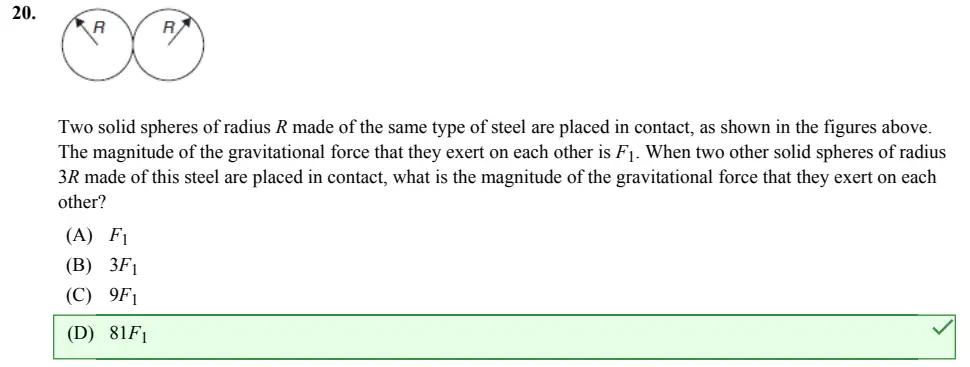 20.
R R
Two solid spheres of radius R made of the same type of steel are placed in contact, as shown in the figures above.
The magnitude of the gravitational force that they exert on each other is F1. When two other solid spheres of radius
3R made of this steel are placed in contact, what is the magnitude of the gravitational force that they exert on each
other?
(A) F1
(B) 3F1
(C) 9F1
(D) 81F1